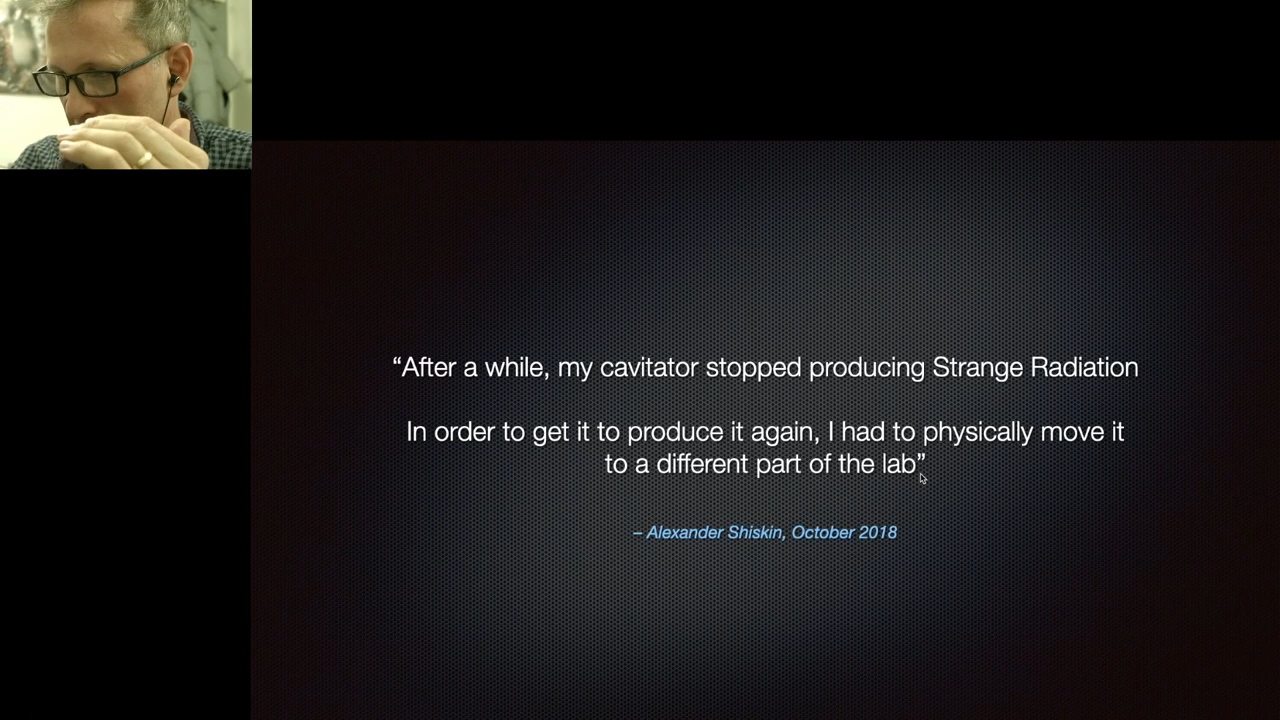 “After a while, my cavitator stopped producing Strange Radiation
In order to get it to produce it again, I had to physically move it
to a different part of the lab”
– Alexander Shiskin, October 2018